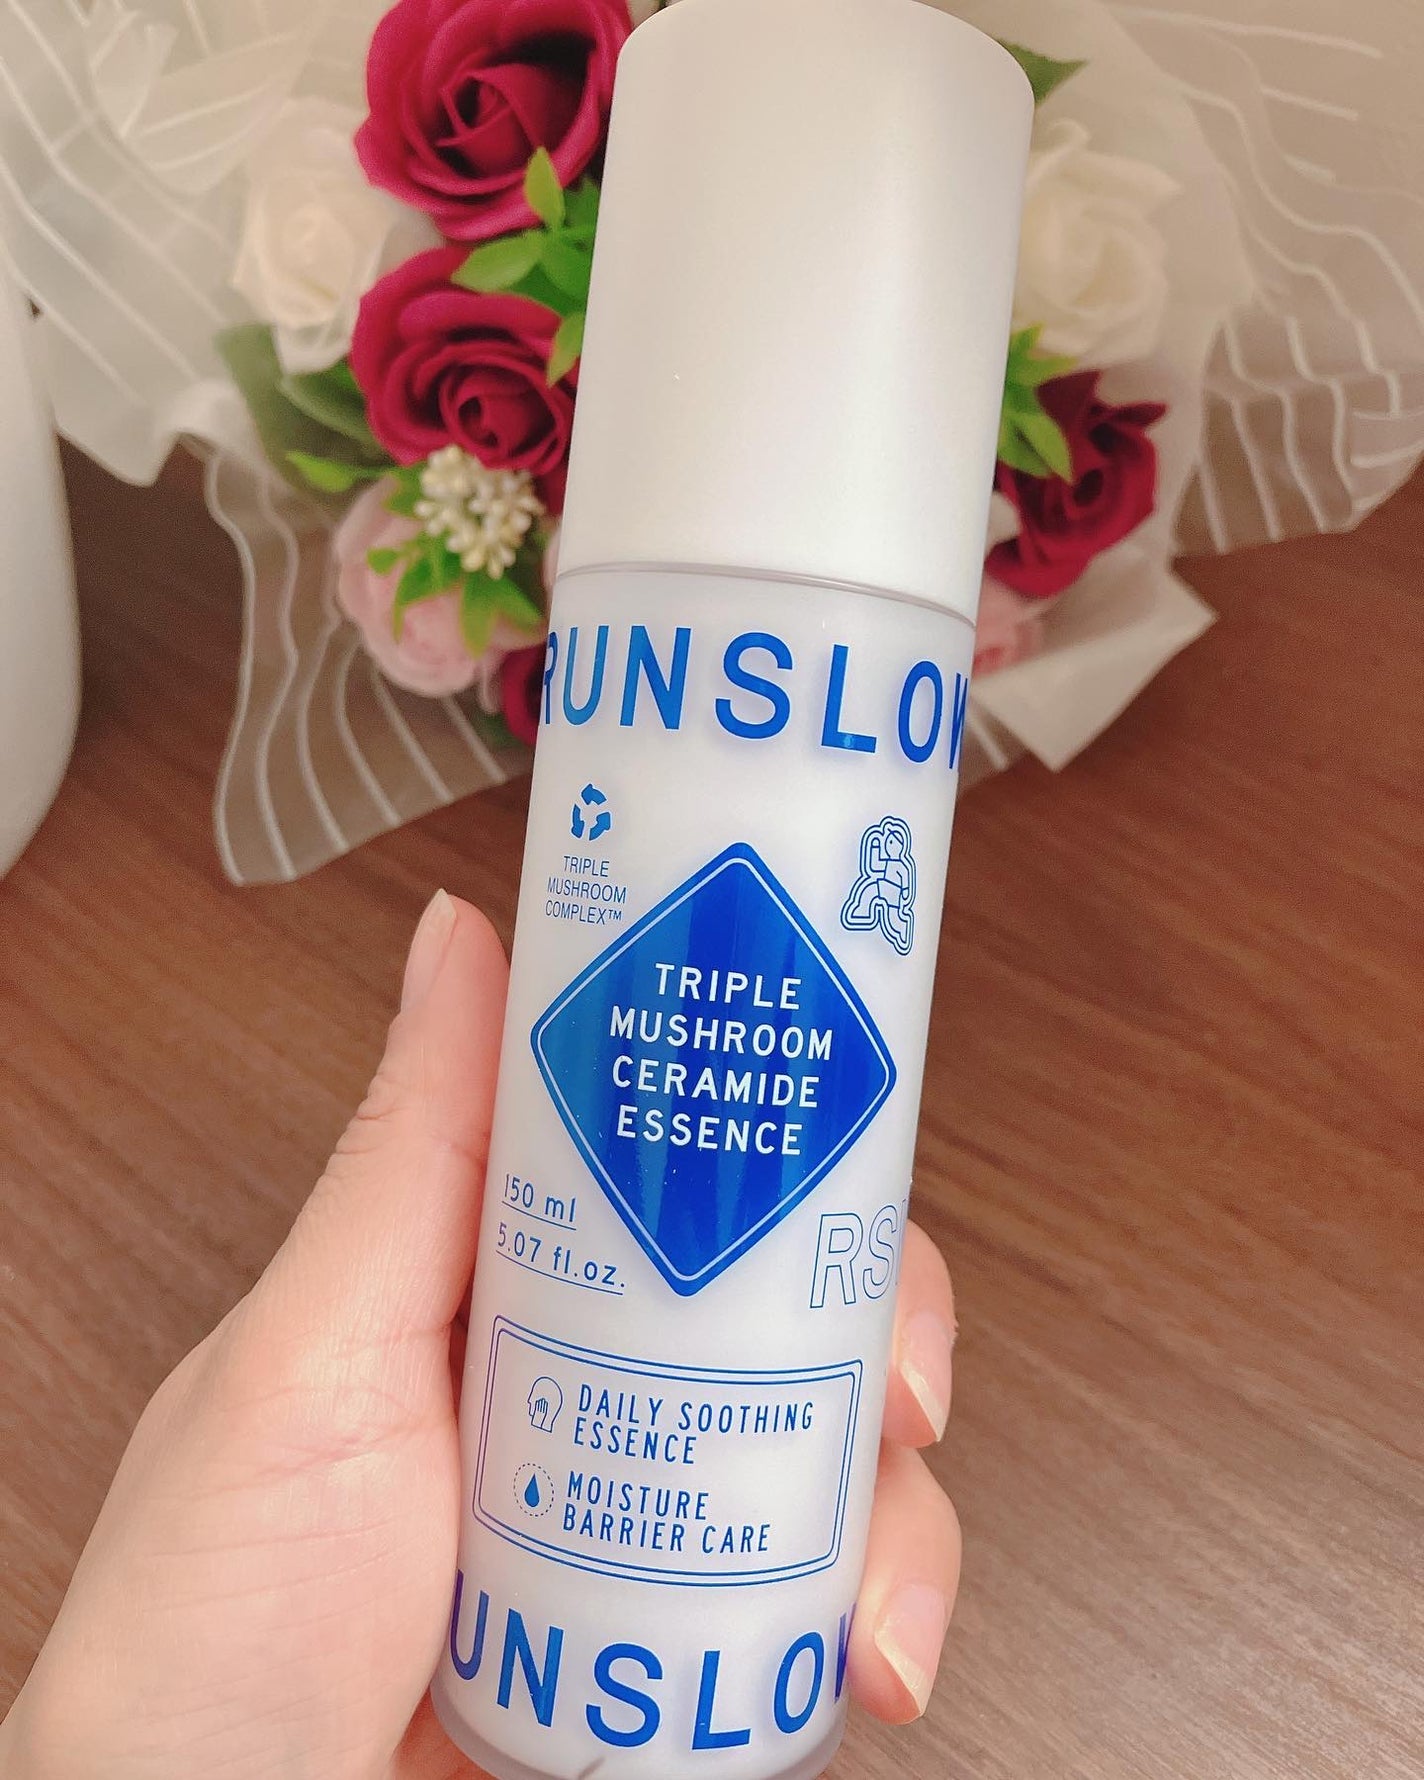 RUNSLOW
TRIPLE
MUSHROOM
COMPLEX™
TRIPLE
MUSHROOM
CERAMIDE
ESSENCE
150 ml
5.07 fl.oz.
DAILY SOOTHING
ESSENCE
MOISTURE
BARRIER CARE
UNSLOW